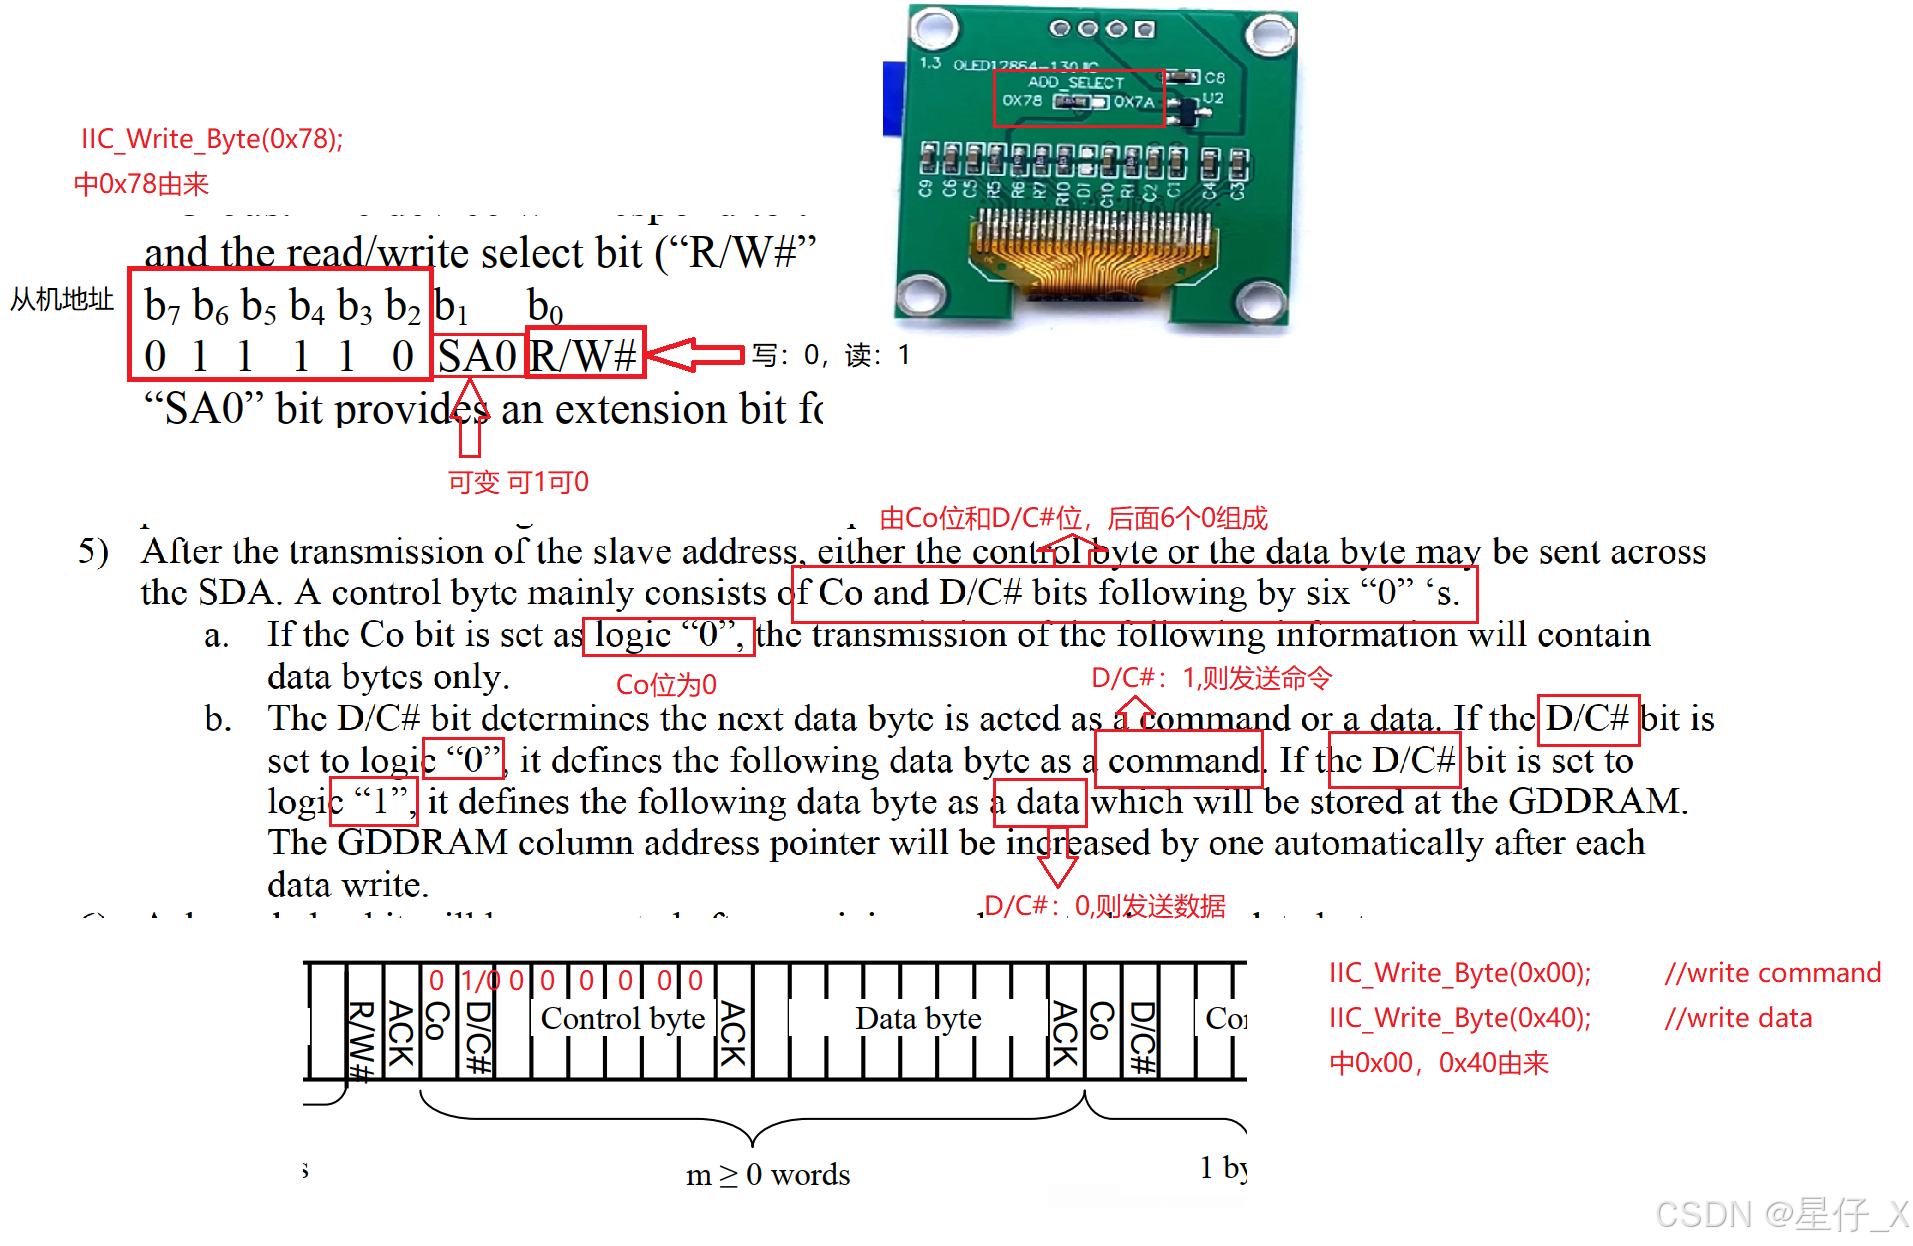 1.3 OLED12864-130 IIC
ADD_SELECT
0X78 0X7A
C8
U2
C9 C6 C5 R5 R6 R7 R10 D1 C10 R1 C2 C1 C4 C3
IIC_Write_Byte(0x78);
中0x78由来
and the read/write select bit (“R/W#”
从机地址
b7 b6 b5 b4 b3 b2 b1 b0
0 1 1 1 1 0 SA0 R/W#
写：0，读：1
“SA0” bit provides an extension bit fo
可变 可1可0
由Co位和D/C#位，后面6个0组成
5) After the transmission of the slave address, either the control byte or the data byte may be sent across
the SDA. A control byte mainly consists of Co and D/C# bits following by six “0” ‘s.
a. If the Co bit is set as logic “0”, the transmission of the following information will contain
data bytes only.
Co位为0
D/C#：1,则发送命令
b. The D/C# bit determines the next data byte is acted as a command or a data. If the D/C# bit is
set to logic “0”, it defines the following data byte as a command. If the D/C# bit is set to
logic “1”, it defines the following data byte as a data which will be stored at the GDDRAM.
The GDDRAM column address pointer will be increased by one automatically after each
data write.
D/C#：0,则发送数据
0 1/0 0 0 0 0 0 0
R/W# ACK Co D/C# Control byte ACK Data byte ACK Co D/C# Con
m ≥ 0 words
1 by
IIC_Write_Byte(0x00); //write command
IIC_Write_Byte(0x40); //write data
中0x00，0x40由来
CSDN @星仔_X